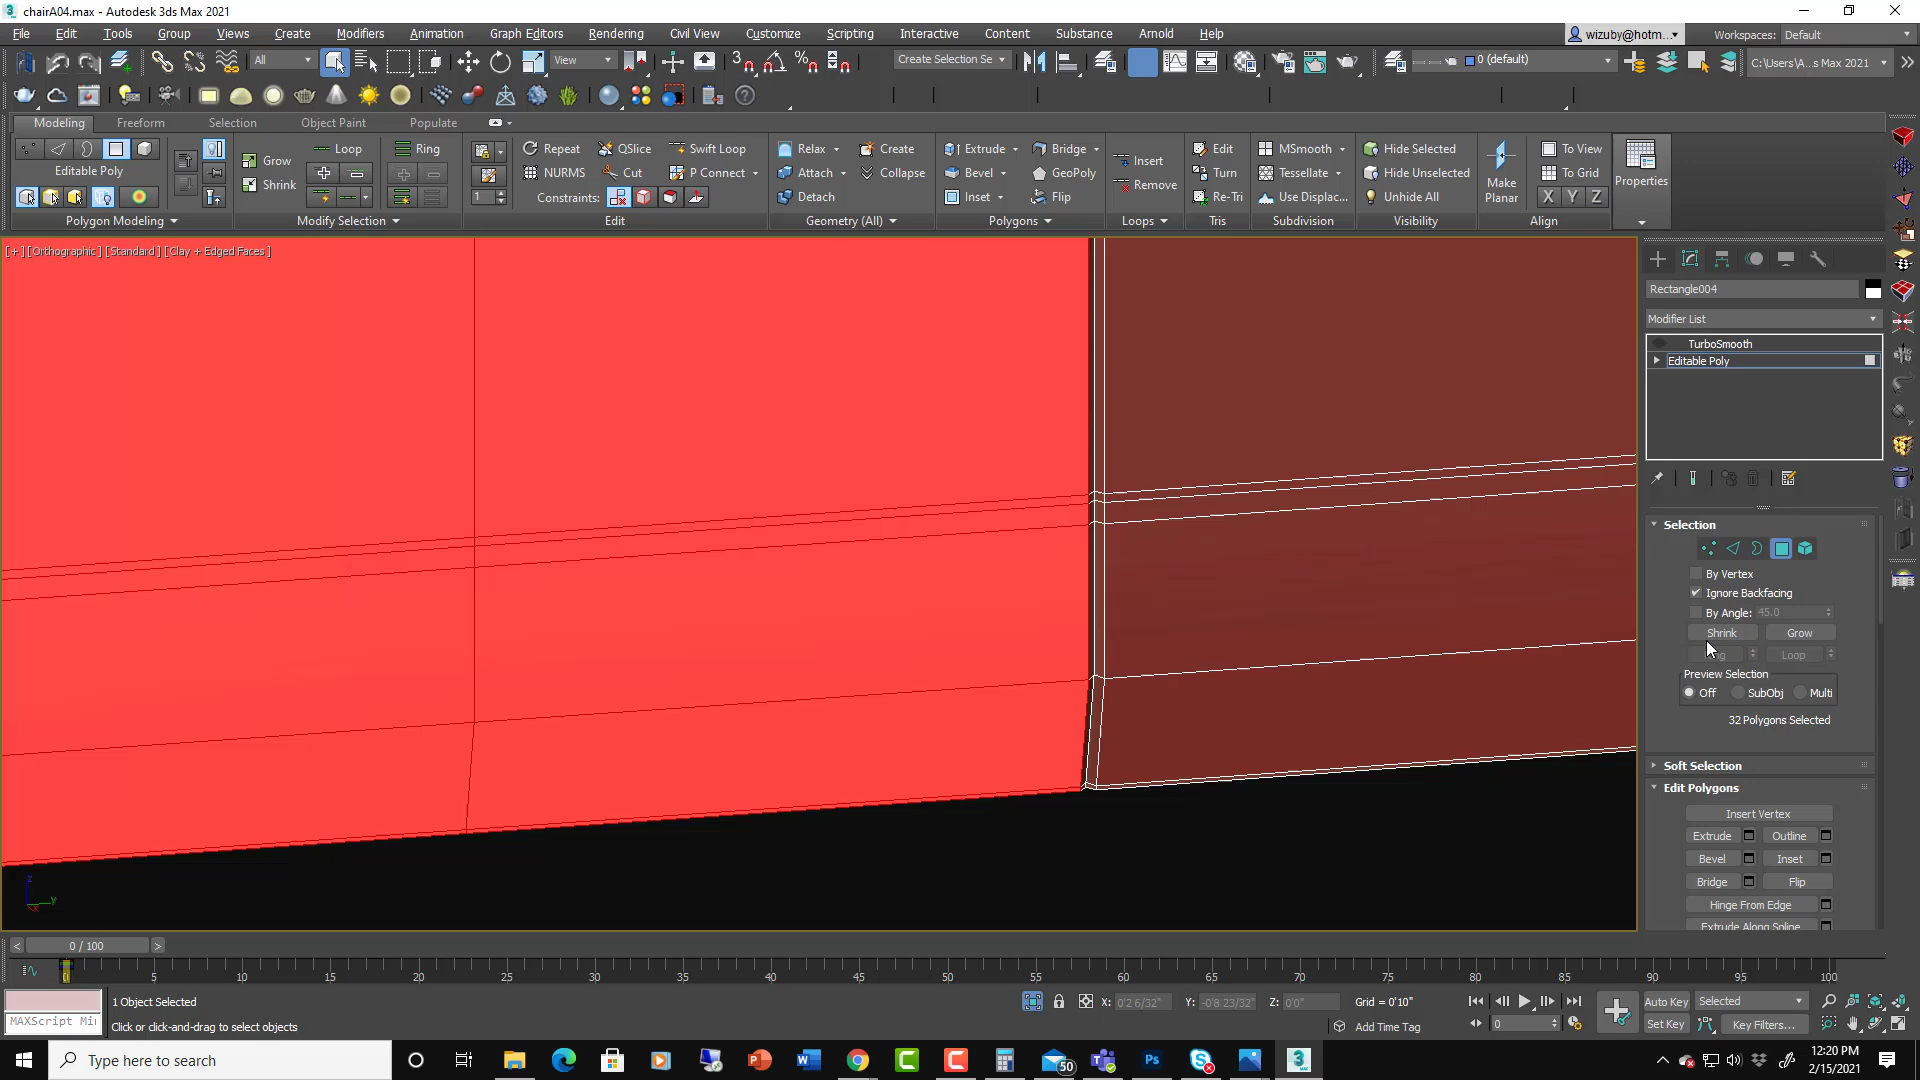 chairA04.max - Autodesk 3ds Max 2021
File Edit Tools Group Views Create Modifiers Animation Graph Editors Rendering Civil View Customize Scripting Interactive Content Substance Arnold Help
wizuby@hotm... Workspaces: Default
All View Create Selection Se 0 (default) C:\Users\A...s Max 2021
Modeling Freeform Selection Object Paint Populate
Loop Ring Repeat QSlice Swift Loop Relax Create Extrude Bridge Edit MSmooth Hide Selected To View
Grow Insert
Editable Poly NURMS Cut P Connect Attach Collapse Bevel GeoPoly Turn Tessellate Hide Unselected To Grid
Shrink Remove Make Planar Properties
1 Constraints: Detach Inset Flip Re-Tri Use Displac... Unhide All X Y Z
Polygon Modeling Modify Selection Edit Geometry (All) Polygons Loops Tris Subdivision Visibility Align
[+] [Orthographic] [Standard] [Clay + Edged Faces]
Rectangle004
Modifier List
TurboSmooth
Editable Poly
Selection
By Vertex
Ignore Backfacing
By Angle: 45.0
Shrink Grow
Loop
Preview Selection
Off SubObj Multi
32 Polygons Selected
Soft Selection
Edit Polygons
Insert Vertex
Extrude Outline
Bevel Inset
Bridge Flip
Hinge From Edge
Extrude Along Spline
z
y
x
< 0 / 100 >
0 5 10 15 20 25 30 35 40 45 50 55 60 65 70 75 80 85 90 95 100
1 Object Selected X: 0'2 6/32" Y: -0'8 23/32" Z: 0'0" Grid = 0'10" Auto Key Selected
MAXScript Mi Click or click-and-drag to select objects Add Time Tag 0 Set Key Key Filters...
Type here to search 50 12:20 PM
2/15/2021